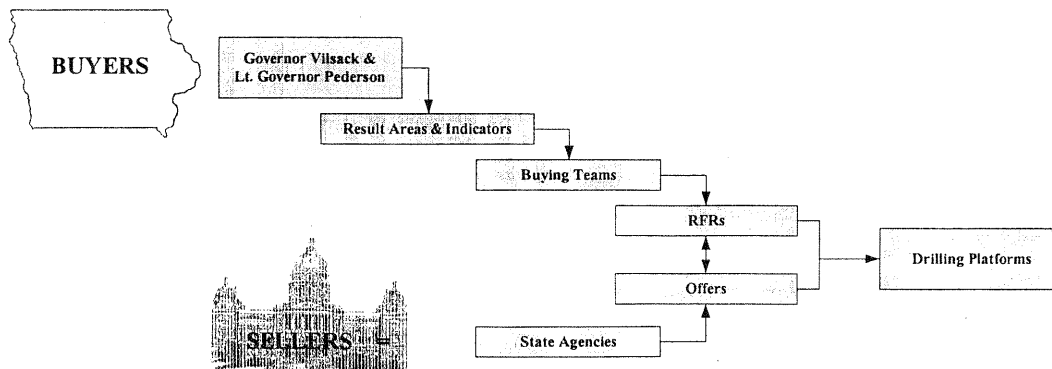 BUYERS
Governor Vilsack &
Lt. Governor Pederson
Result Areas & Indicators
Buying Teams
RFRs
Drilling Platforms
Offers
SELLERS =
State Agencies